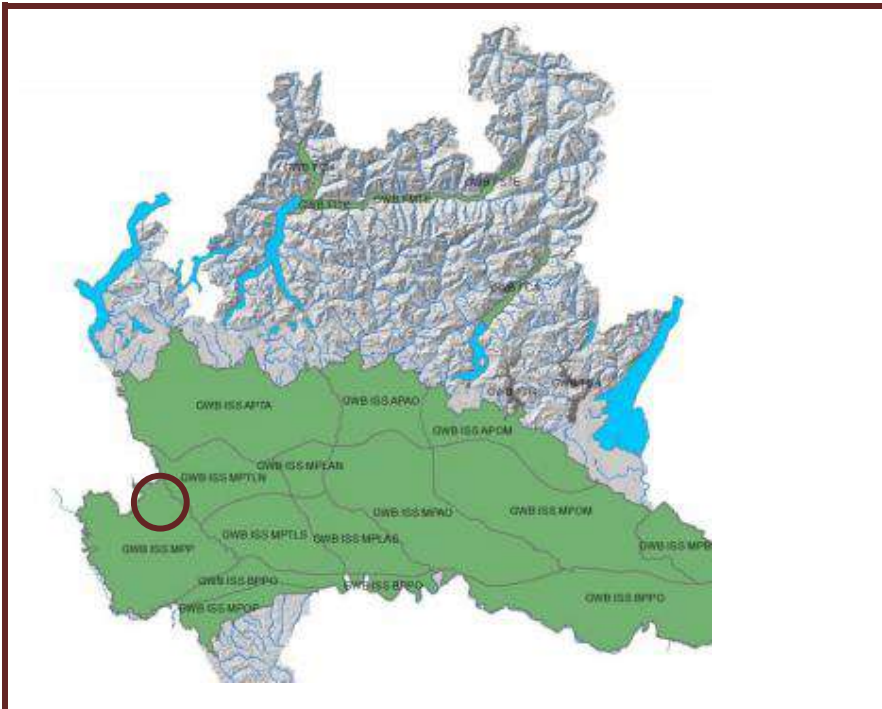 GWB FMTE
GWB ISS APTA
GWB ISS APAO
GWB ISS APOM
GWB ISS MPLAN
GWB ISS MPTLN
GWB ISS MPAO
GWB ISS MPOM
GWB ISS MPTLS
GWB ISS MPLAS
GWB ISS MPP
GWB ISS BPPO
GWB ISS BPPO
GWB ISS BPPO
GWB ISS MPOP